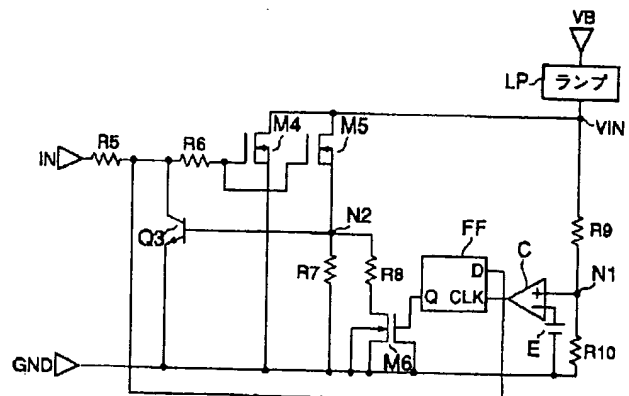 VB
LP
ランプ
VIN
M4
M5
R5
R6
IN
Q3
N2
R9
FF
C
R7
R8
D
N1
Q
CLK
+
−
E
R10
GND
M6